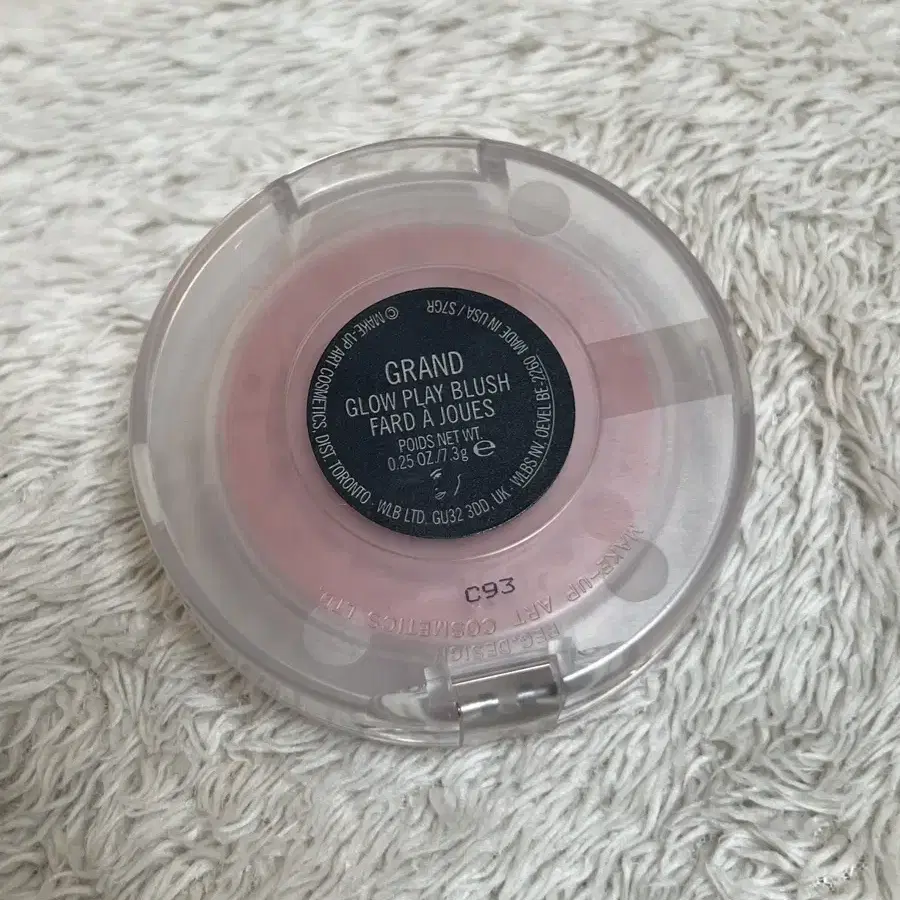 GRAND
GLOW PLAY BLUSH
FARD À JOUES
POIDS NET WT.
0.25 OZ./7.3g e
© MAKE-UP ART COSMETICS, DIST. TORONTO · WLB LTD, GU32 3DD, UK · WLBS NV, OEVEL BE-2260 MADE IN USA / S7GR
C93
MAKE-UP ART COSMETICS LTD.
REG. DESIGN